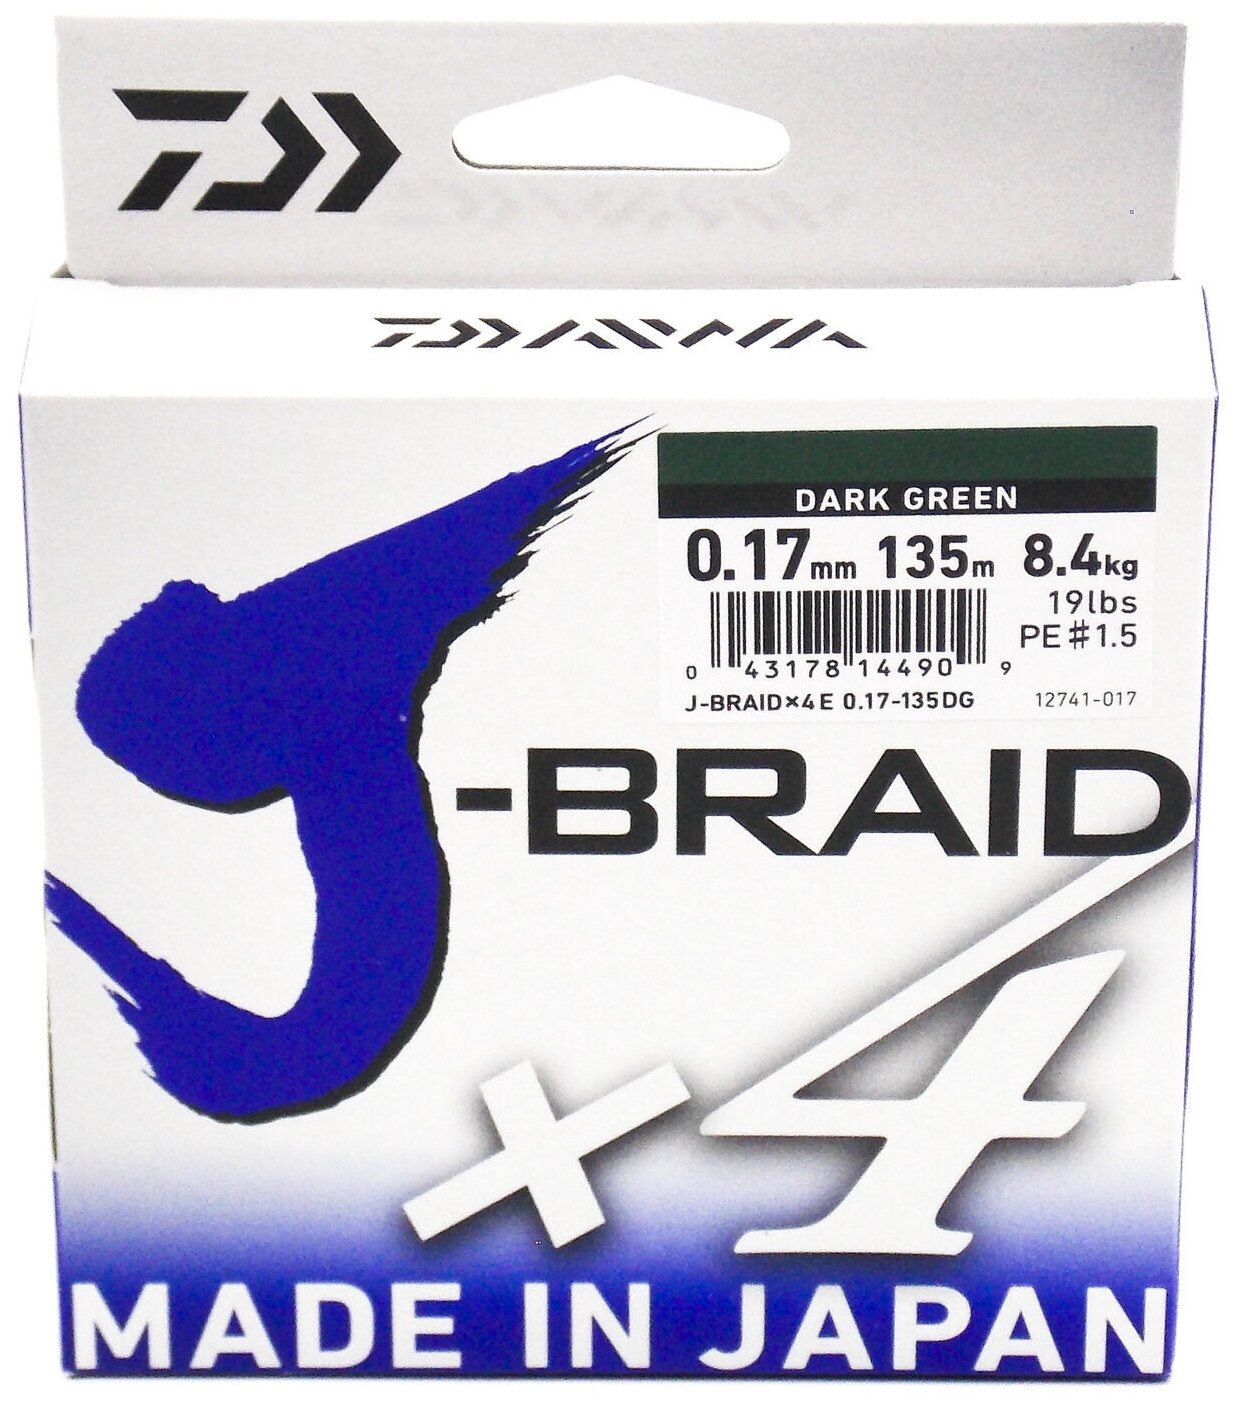 DAIWA
DARK GREEN
0.17mm 135m 8.4kg
19lbs
PE#1.5
0 43178 14490 9
J-BRAID×4E 0.17-135DG 12741-017
J-BRAID
×4
MADE IN JAPAN